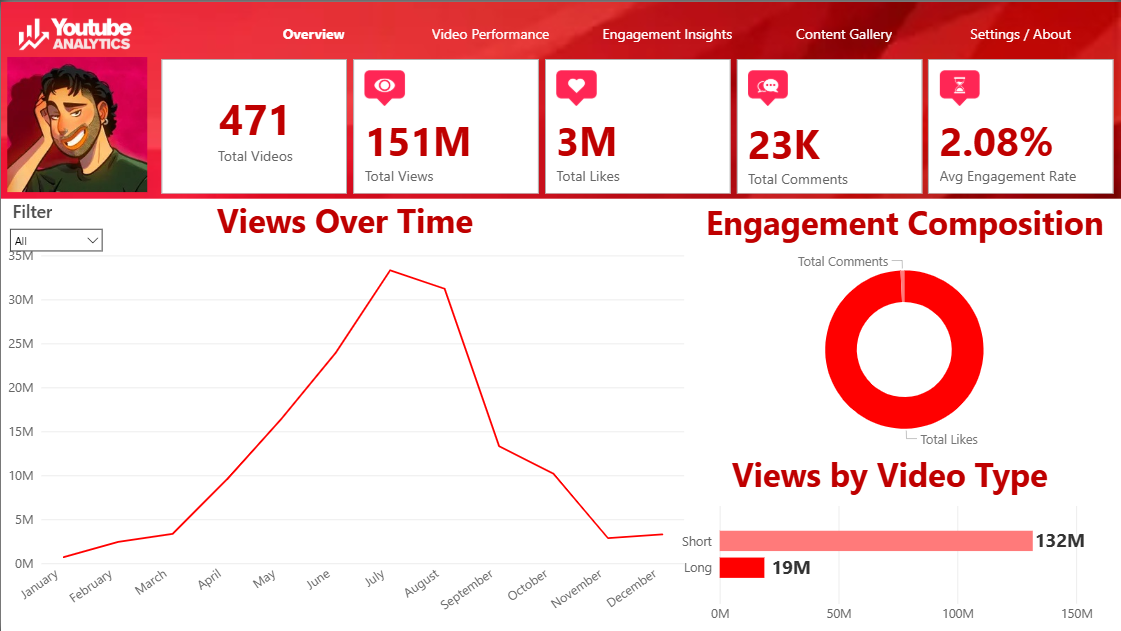 Youtube
ANALYTICS
Overview
Video Performance
Engagement Insights
Content Gallery
Settings / About
471
Total Videos
151M
Total Views
3M
Total Likes
23K
Total Comments
2.08%
Avg Engagement Rate
Filter
All
Views Over Time
35M
30M
25M
20M
15M
10M
5M
0M
January
February
March
April
May
June
July
August
September
October
November
December
Engagement Composition
Total Comments
Total Likes
Views by Video Type
Short
132M
Long
19M
0M
50M
100M
150M